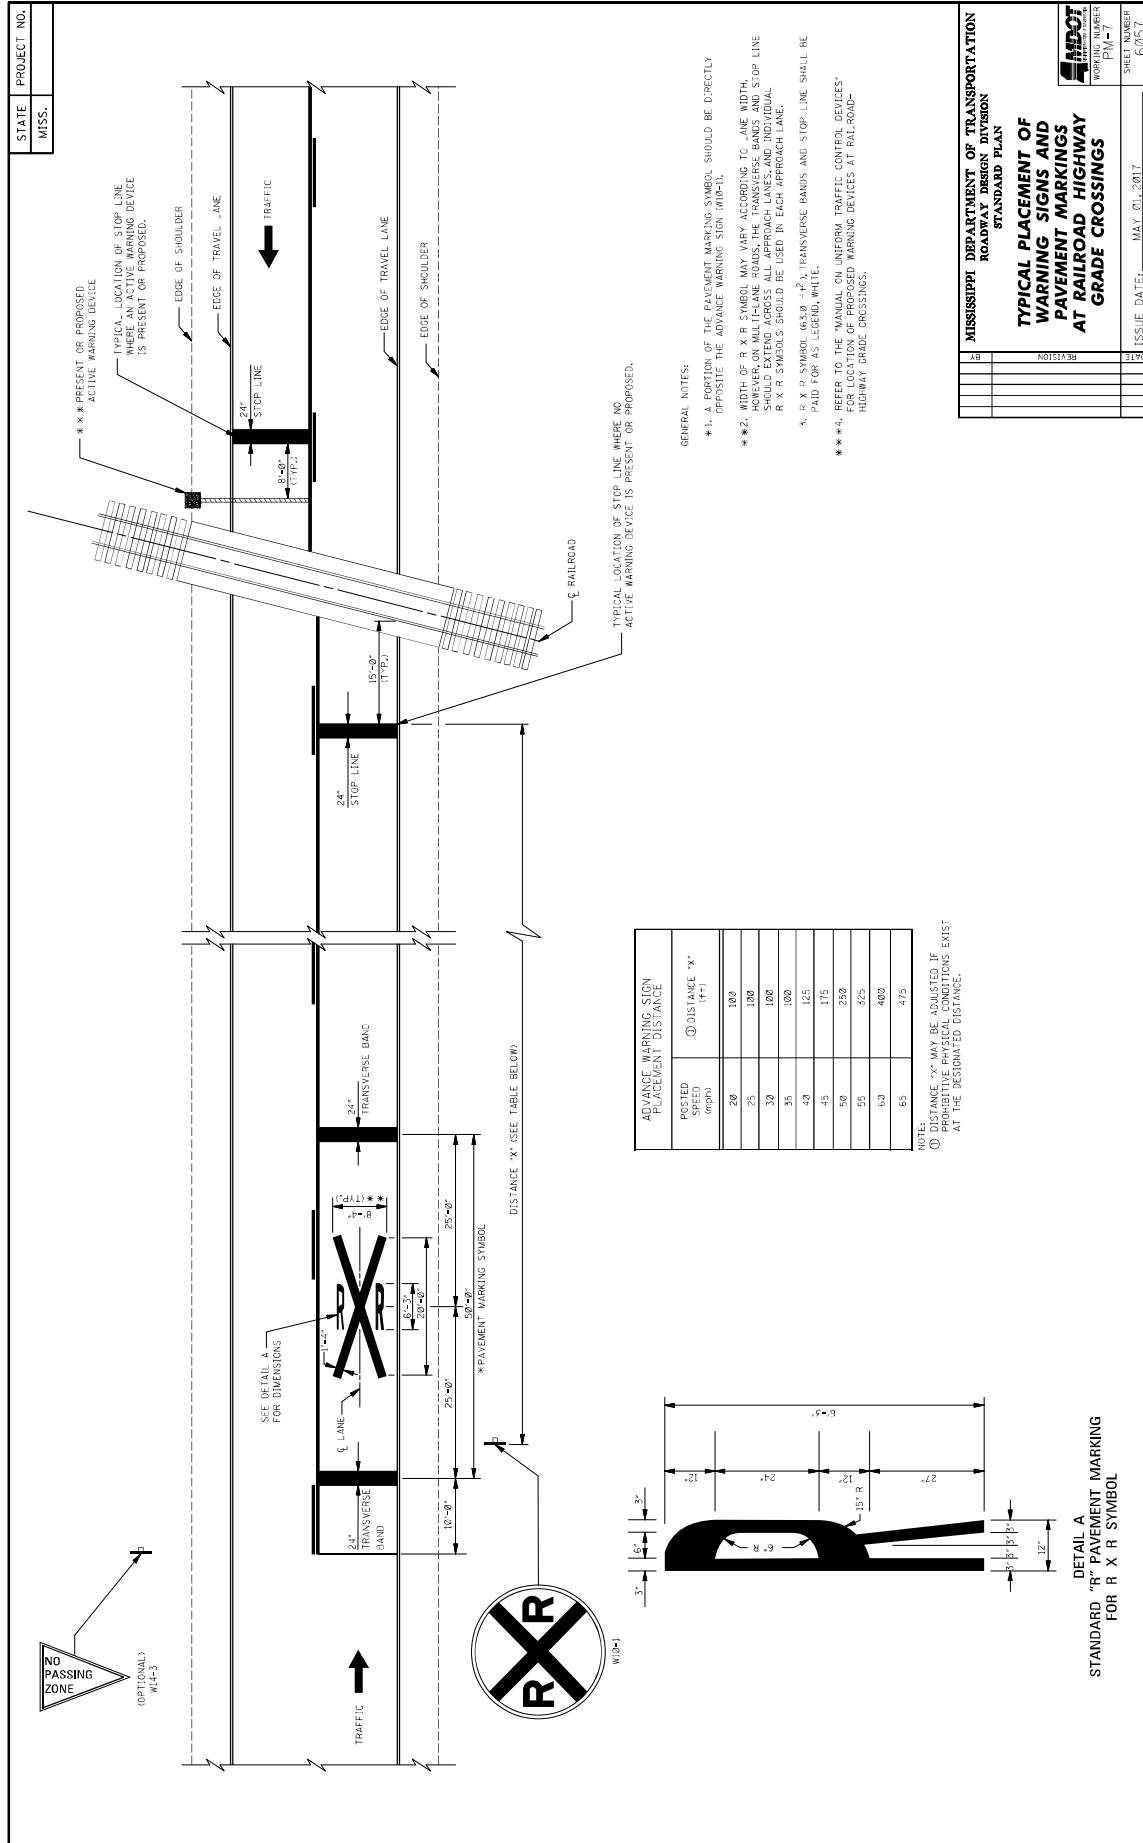 STATE
PROJECT NO.
MISS.
* * PRESENT OR PROPOSED
ACTIVE WARNING DEVICE
TYPICAL LOCATION OF STOP LINE
WHERE AN ACTIVE WARNING DEVICE
IS PRESENT OR PROPOSED.
EDGE OF SHOULDER
EDGE OF TRAVEL LANE
TRAFFIC
24"
STOP LINE
8'-0"
(TYP.)
EDGE OF TRAVEL LANE
EDGE OF SHOULDER
℄ RAILROAD
TYPICAL LOCATION OF STOP LINE WHERE NO
ACTIVE WARNING DEVICE IS PRESENT OR PROPOSED.
15'-0"
(TYP.)
24"
STOP LINE
NO
PASSING
ZONE
(OPTIONAL)
W14-3
SEE DETAIL A
FOR DIMENSIONS
℄ LANE
24"
TRANSVERSE
BAND
24"
TRANSVERSE BAND
1'-4"
R
R
8'-4"
(TYP.) * *
6'-3"
20'-0"
10'-0"
25'-0"
25'-0"
50'-0"
*PAVEMENT MARKING SYMBOL
DISTANCE "X" (SEE TABLE BELOW)
TRAFFIC
R R
W10-1
GENERAL NOTES:
*1. A PORTION OF THE PAVEMENT MARKING SYMBOL SHOULD BE DIRECTLY
OPPOSITE THE ADVANCE WARNING SIGN (W10-1).
* *2. WIDTH OF R X R SYMBOL MAY VARY ACCORDING TO LANE WIDTH.
HOWEVER, ON MULTI-LANE ROADS, THE TRANSVERSE BANDS AND STOP LINE
SHOULD EXTEND ACROSS ALL APPROACH LANES, AND INDIVIDUAL
R X R SYMBOLS SHOULD BE USED IN EACH APPROACH LANE.
3. R X R SYMBOL (63.0 ft²), TRANSVERSE BANDS AND STOP LINE SHALL BE
PAID FOR AS LEGEND, WHITE.
* * *4. REFER TO THE "MANUAL ON UNIFORM TRAFFIC CONTROL DEVICES"
FOR LOCATION OF PROPOSED WARNING DEVICES AT RAILROAD-
HIGHWAY GRADE CROSSINGS.
ADVANCE WARNING SIGN
PLACEMENT DISTANCE
POSTED
SPEED
(mph)
① DISTANCE "X"
(ft)
20 100
25 100
30 100
35 100
40 125
45 175
50 250
55 325
60 400
65 475
NOTE:
① DISTANCE "X" MAY BE ADJUSTED IF
PROHIBITIVE PHYSICAL CONDITIONS EXIST
AT THE DESIGNATED DISTANCE.
3"
6"
3"
12"
24"
12"
27"
6'-3"
6" R
15" R
3" 3" 3" 3"
12"
DETAIL A
STANDARD "R" PAVEMENT MARKING
FOR R X R SYMBOL
BY
REVISION
DATE
MISSISSIPPI DEPARTMENT OF TRANSPORTATION
ROADWAY DESIGN DIVISION
STANDARD PLAN
TYPICAL PLACEMENT OF
WARNING SIGNS AND
PAVEMENT MARKINGS
AT RAILROAD HIGHWAY
GRADE CROSSINGS
MDOT
WORKING NUMBER
PM-7
SHEET NUMBER
6057
ISSUE DATE: MAY 01, 2017